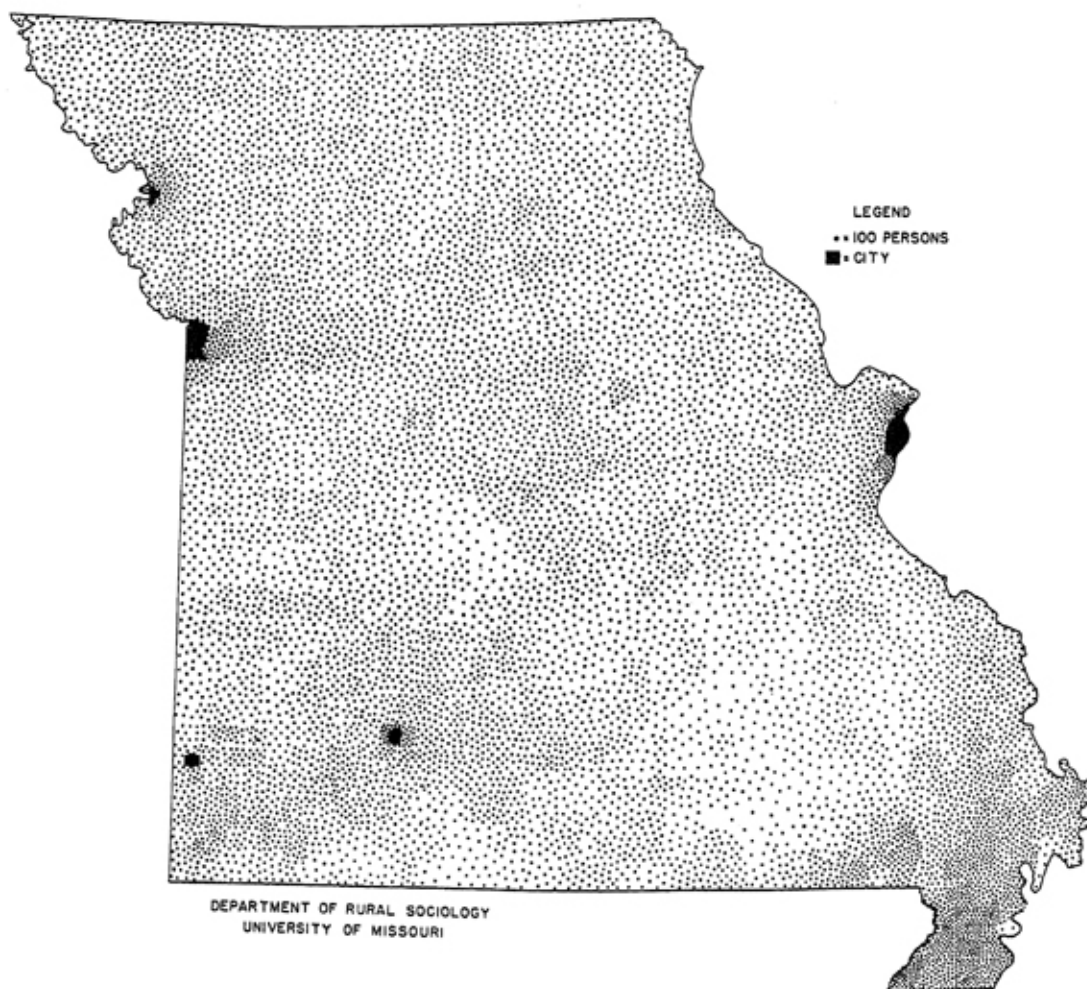 LEGEND
• = 100 PERSONS
■ = CITY
DEPARTMENT OF RURAL SOCIOLOGY
UNIVERSITY OF MISSOURI